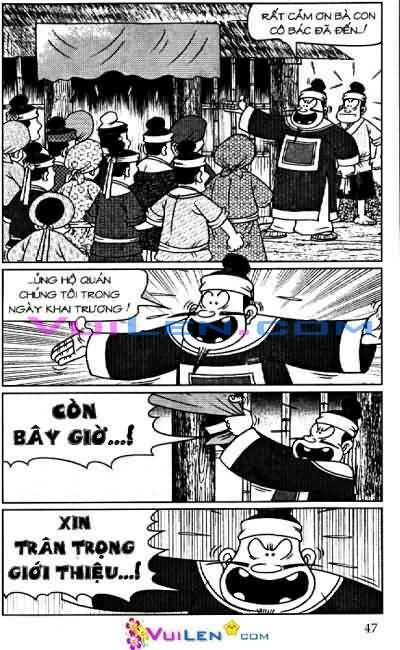 RẤT CẢM ƠN BÀ CON
CÔ BÁC ĐÃ ĐẾN...!
...ỦNG HỘ QUÁN
CHÚNG TÔI TRONG
NGÀY KHAI TRƯƠNG!
VUILEN.COM
CÒN
BÂY GIỜ...!
XIN
TRÂN TRỌNG
GIỚI THIỆU...!
47
VUILEN.COM